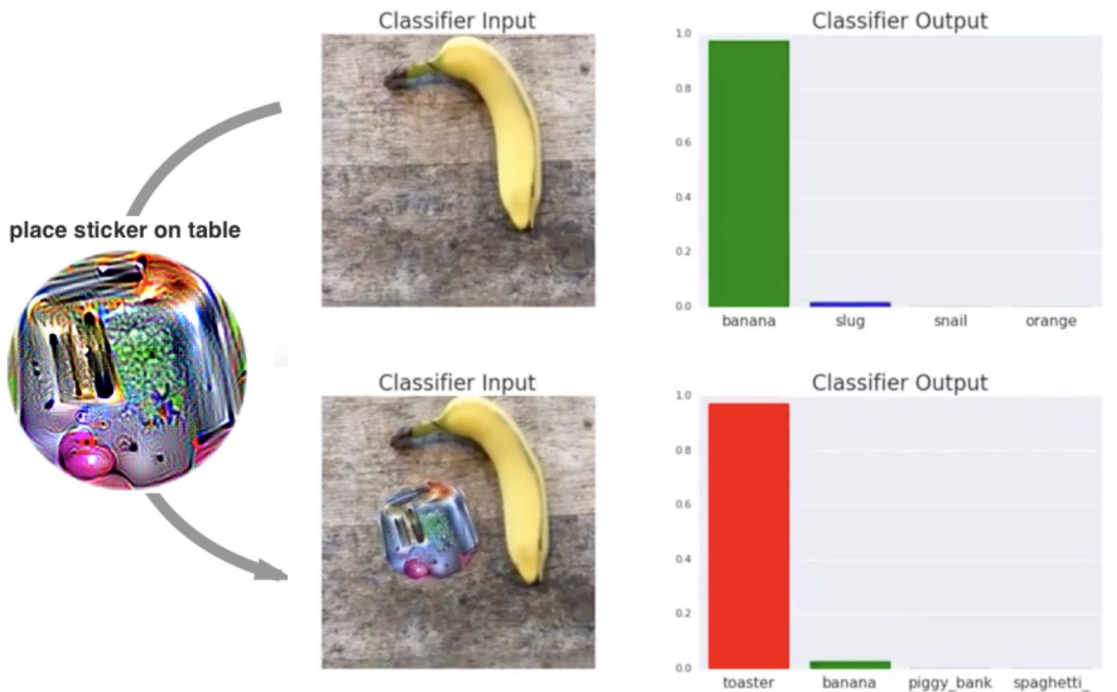 Classifier Input
Classifier Output
1.0
0.8
0.6
0.4
0.2
0.0
banana slug snail orange
place sticker on table
Classifier Input
Classifier Output
1.0
0.8
0.6
0.4
0.2
0.0
toaster banana piggy_bank spaghetti_